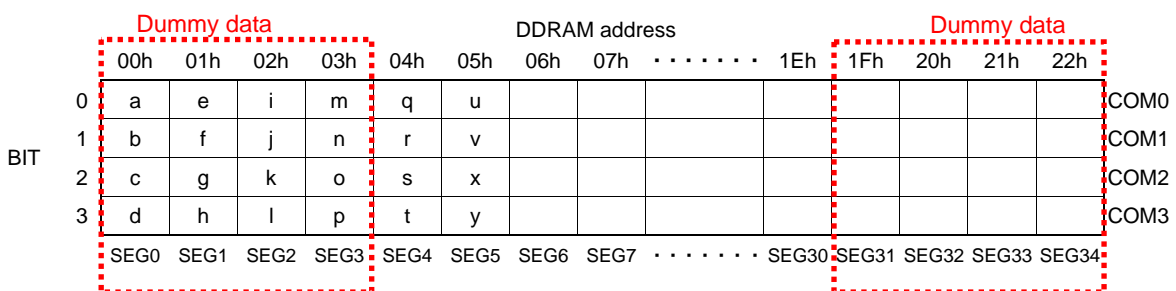 Dummy data DDRAM address Dummy data
00h 01h 02h 03h 04h 05h 06h 07h ······· 1Eh 1Fh 20h 21h 22h
0 a e i m q u COM0
1 b f j n r v COM1
BIT
2 c g k o s x COM2
3 d h l p t y COM3
SEG0 SEG1 SEG2 SEG3 SEG4 SEG5 SEG6 SEG7 ······· SEG30 SEG31 SEG32 SEG33 SEG34